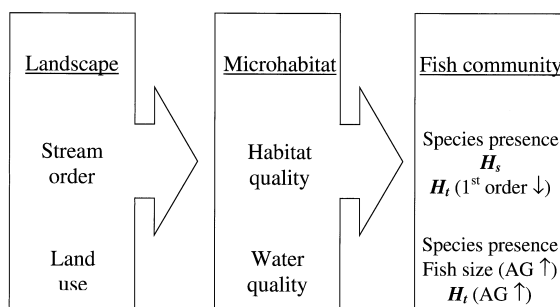 Landscape
Stream
order
Land
use
Microhabitat
Habitat
quality
Water
quality
Fish community
Species presence
Hₛ
Hₜ (1ˢᵗ order ↓)
Species presence
Fish size (AG ↑)
Hₜ (AG ↑)